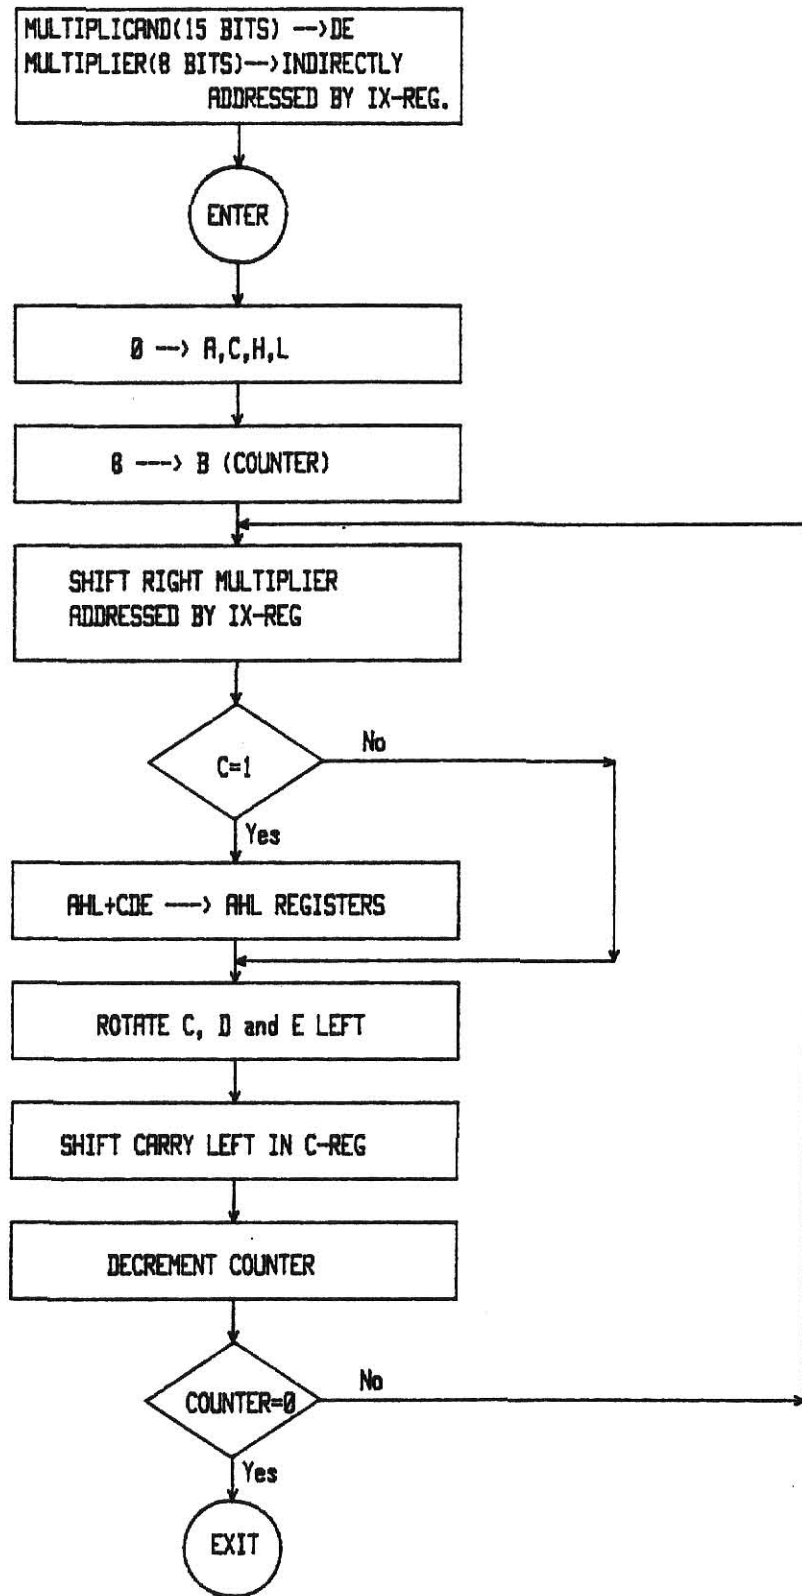 MULTIPLICAND(15 BITS) -->DE
MULTIPLIER(8 BITS)-->INDIRECTLY
ADDRESSED BY IX-REG.
ENTER
0 --> A,C,H,L
8 ---> B (COUNTER)
SHIFT RIGHT MULTIPLIER
ADDRESSED BY IX-REG
C=1
No
Yes
AHL+CDE ---> AHL REGISTERS
ROTATE C, D and E LEFT
SHIFT CARRY LEFT IN C-REG
DECREMENT COUNTER
COUNTER=0
No
Yes
EXIT